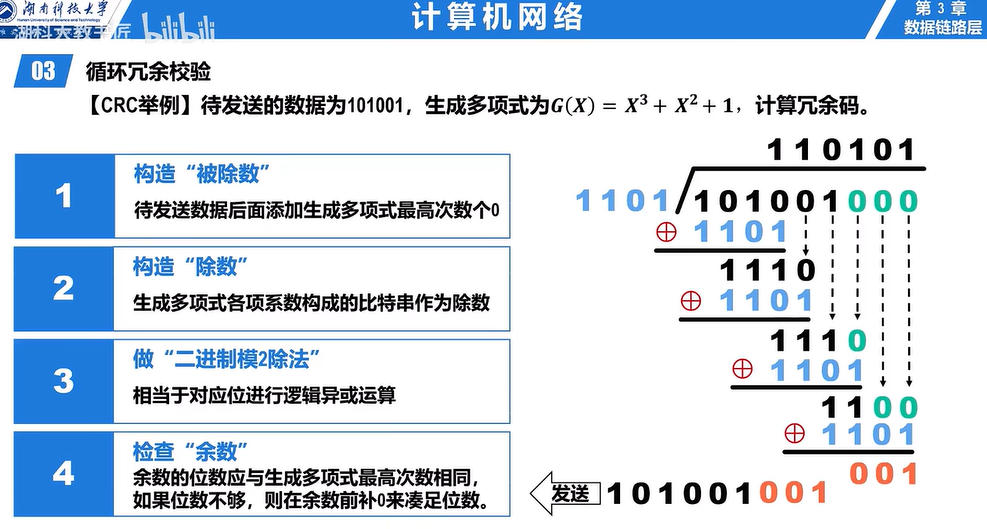 湖南科技大学
Hunan University of Science and Technology
湖科大教书匠 bilibili
计算机网络
第 3 章
数据链路层
03 循环冗余校验
【CRC举例】待发送的数据为101001，生成多项式为G(X) = X³ + X² + 1，计算冗余码。
1
构造“被除数”
待发送数据后面添加生成多项式最高次数个0
2
构造“除数”
生成多项式各项系数构成的比特串作为除数
3
做“二进制模2除法”
相当于对应位进行逻辑异或运算
4
检查“余数”
余数的位数应与生成多项式最高次数相同，
如果位数不够，则在余数前补0来凑足位数。
110101
1101 101001000
⊕ 1101
1110
⊕ 1101
1110
⊕ 1101
1100
⊕ 1101
001
发送 101001001